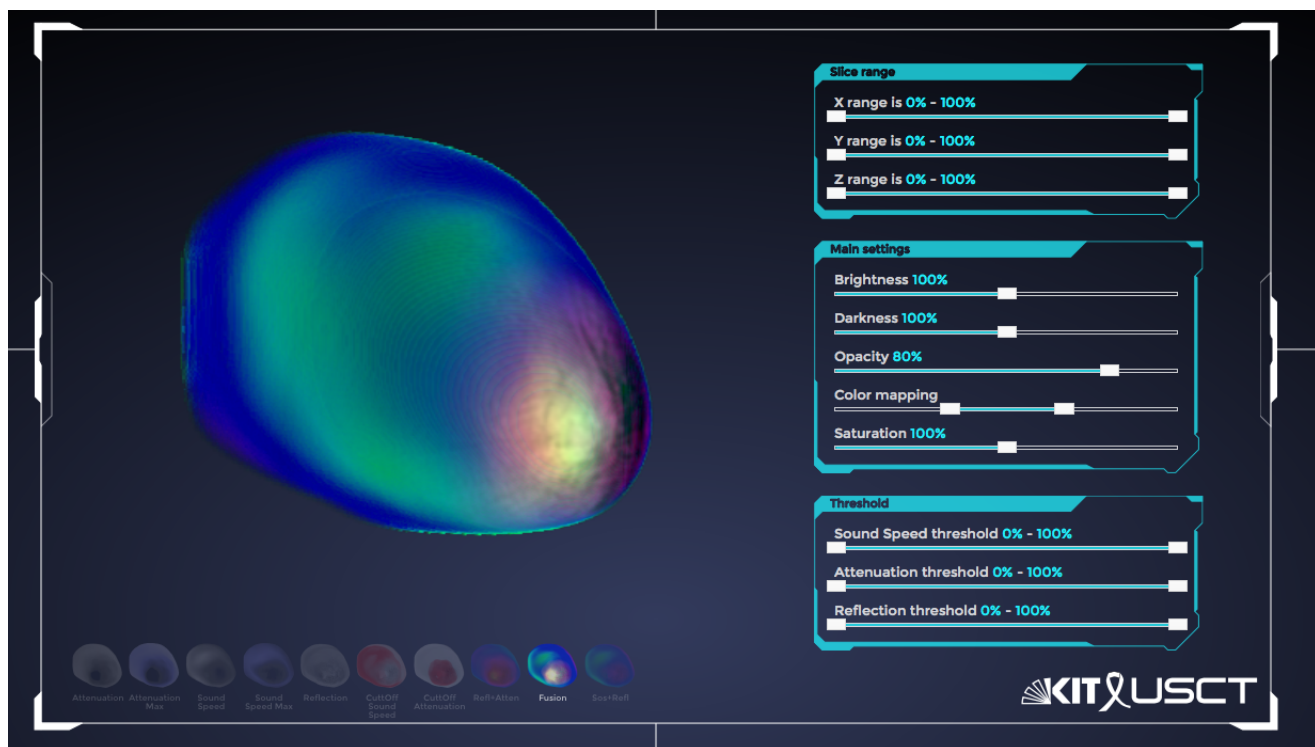 Slice range
X range is 0% - 100%
Y range is 0% - 100%
Z range is 0% - 100%
Main settings
Brightness 100%
Darkness 100%
Opacity 80%
Color mapping
Saturation 100%
Threshold
Sound Speed threshold 0% - 100%
Attenuation threshold 0% - 100%
Reflection threshold 0% - 100%
Attenuation
Attenuation
Max
Sound
Speed
Sound
Speed Max
Reflection
CuttOff
Sound
Speed
CuttOff
Attenuation
Refl+Atten
Fusion
Sos+Refl
KIT USCT